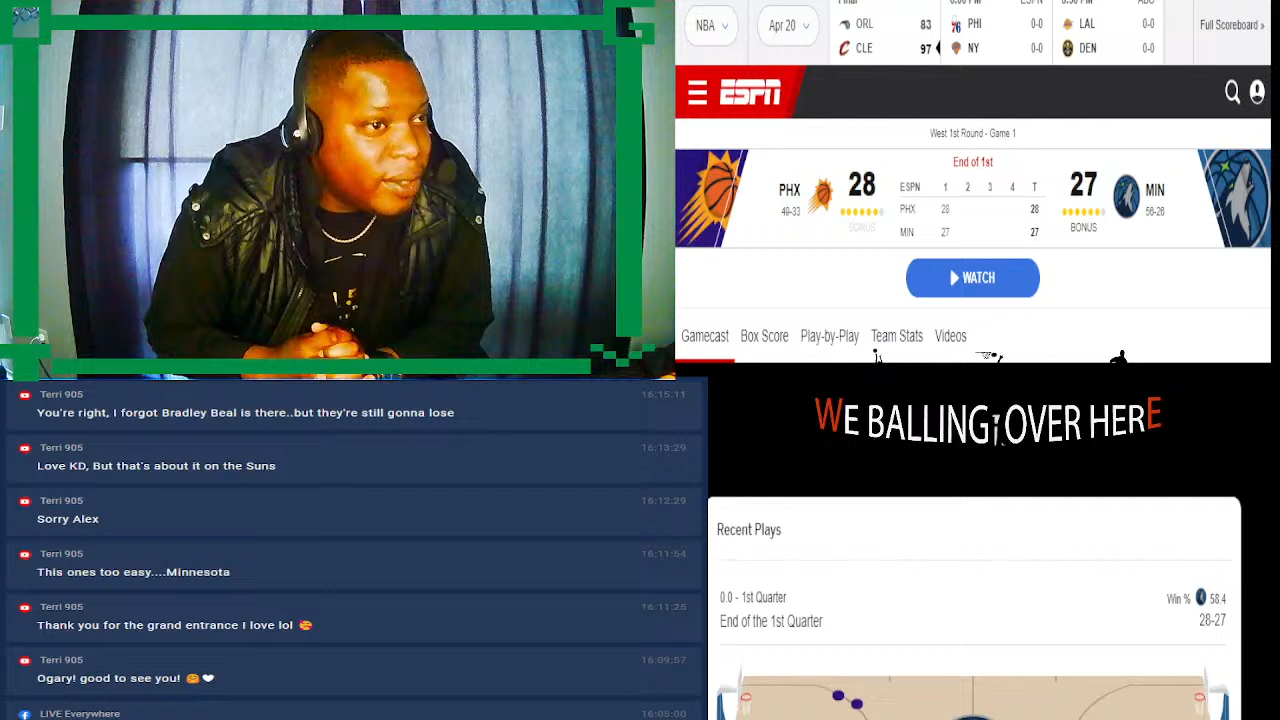 NBA
Apr 20
Final
ORL 83
CLE 97
ESPN
PHI 0-0
NY 0-0
LAL 0-0
DEN 0-0
Full Scoreboard »
ESPN
West 1st Round - Game 1
End of 1st
PHX
49-33
28
BONUS
ESPN 1 2 3 4 T
PHX 28 28
MIN 27 27
27
BONUS
MIN
56-26
WATCH
Gamecast Box Score Play-by-Play Team Stats Videos
WE BALLING OVER HERE
Recent Plays
0.0 - 1st Quarter
End of the 1st Quarter
Win % 58.4
28-27
Terri 905 16:15.11
You're right, I forgot Bradley Beal is there..but they're still gonna lose
Terri 905 16:13:29
Love KD, But that's about it on the Suns
Terri 905 16:12:29
Sorry Alex
Terri 905 16:11:54
This ones too easy....Minnesota
Terri 905 16:11:25
Thank you for the grand entrance I love lol
Terri 905 16:09:57
Ogary! good to see you!
LIVE Everywhere 16:05:00